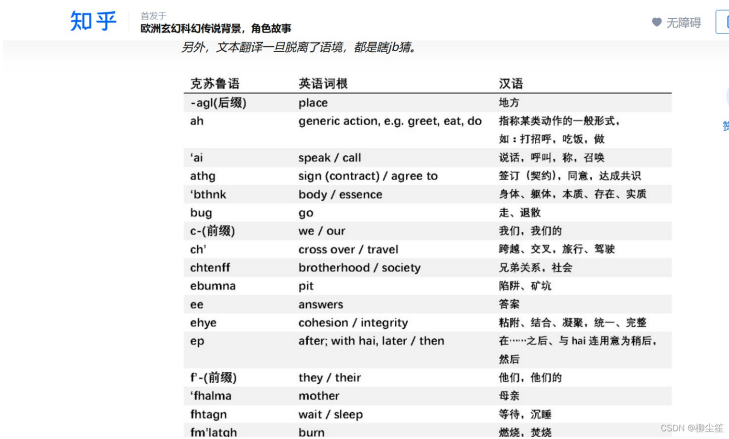 知乎
首发于
欧洲玄幻科幻传说背景，角色故事
无障碍
另外，文本翻译一旦脱离了语境，都是瞎jb猜。
克苏鲁语 英语词根 汉语
-agl(后缀) place 地方
ah generic action, e.g. greet, eat, do 指称某类动作的一般形式，
如：打招呼，吃饭，做
'ai speak / call 说话，呼叫，称，召唤
athg sign (contract) / agree to 签订（契约），同意，达成共识
'bthnk body / essence 身体、躯体，本质、存在、实质
bug go 走、退散
c-(前缀) we / our 我们，我们的
ch' cross over / travel 跨越、交叉，旅行、驾驶
chtenff brotherhood / society 兄弟关系，社会
ebumna pit 陷阱、矿坑
ee answers 答案
ehye cohesion / integrity 粘附、结合、凝聚，统一、完整
ep after; with hai, later / then 在……之后、与 hai 连用意为稍后，
然后
f'-(前缀) they / their 他们，他们的
'fhalma mother 母亲
fhtagn wait / sleep 等待，沉睡
fm'latgh burn 燃烧，焚烧
CSDN @柳尘笙